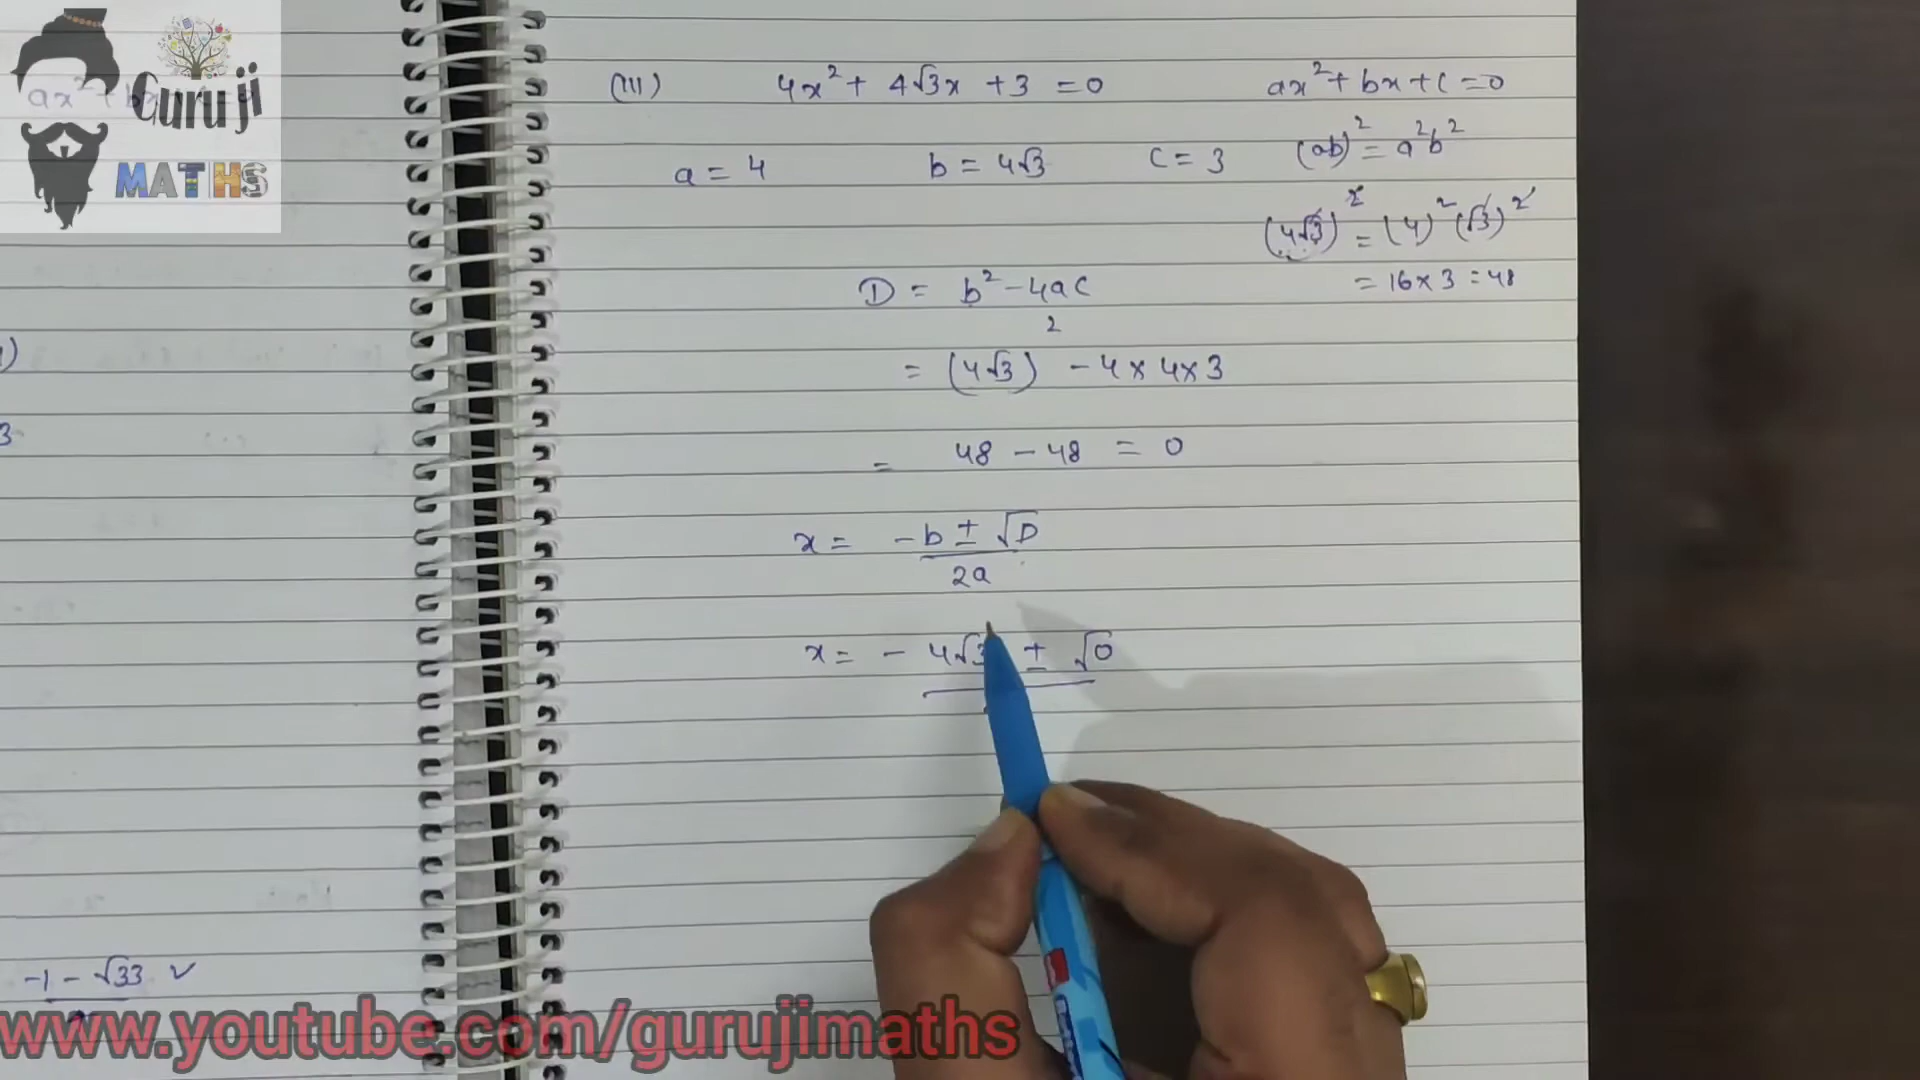 Guruji
MATHS
(III) 4x² + 4√3x + 3 = 0 ax² + bx + c = 0
a = 4 b = 4√3 c = 3 (ab)² = a²b²
(4√3)² = (4)² (√3)²
= 16 × 3 = 48
D = b² - 4ac
= (4√3)² - 4 × 4 × 3
= 48 - 48 = 0
x = -b ± √D
2a
x = - 4√3 ± √0
3
-1 - √33 ✓
www.youtube.com/gurujimaths